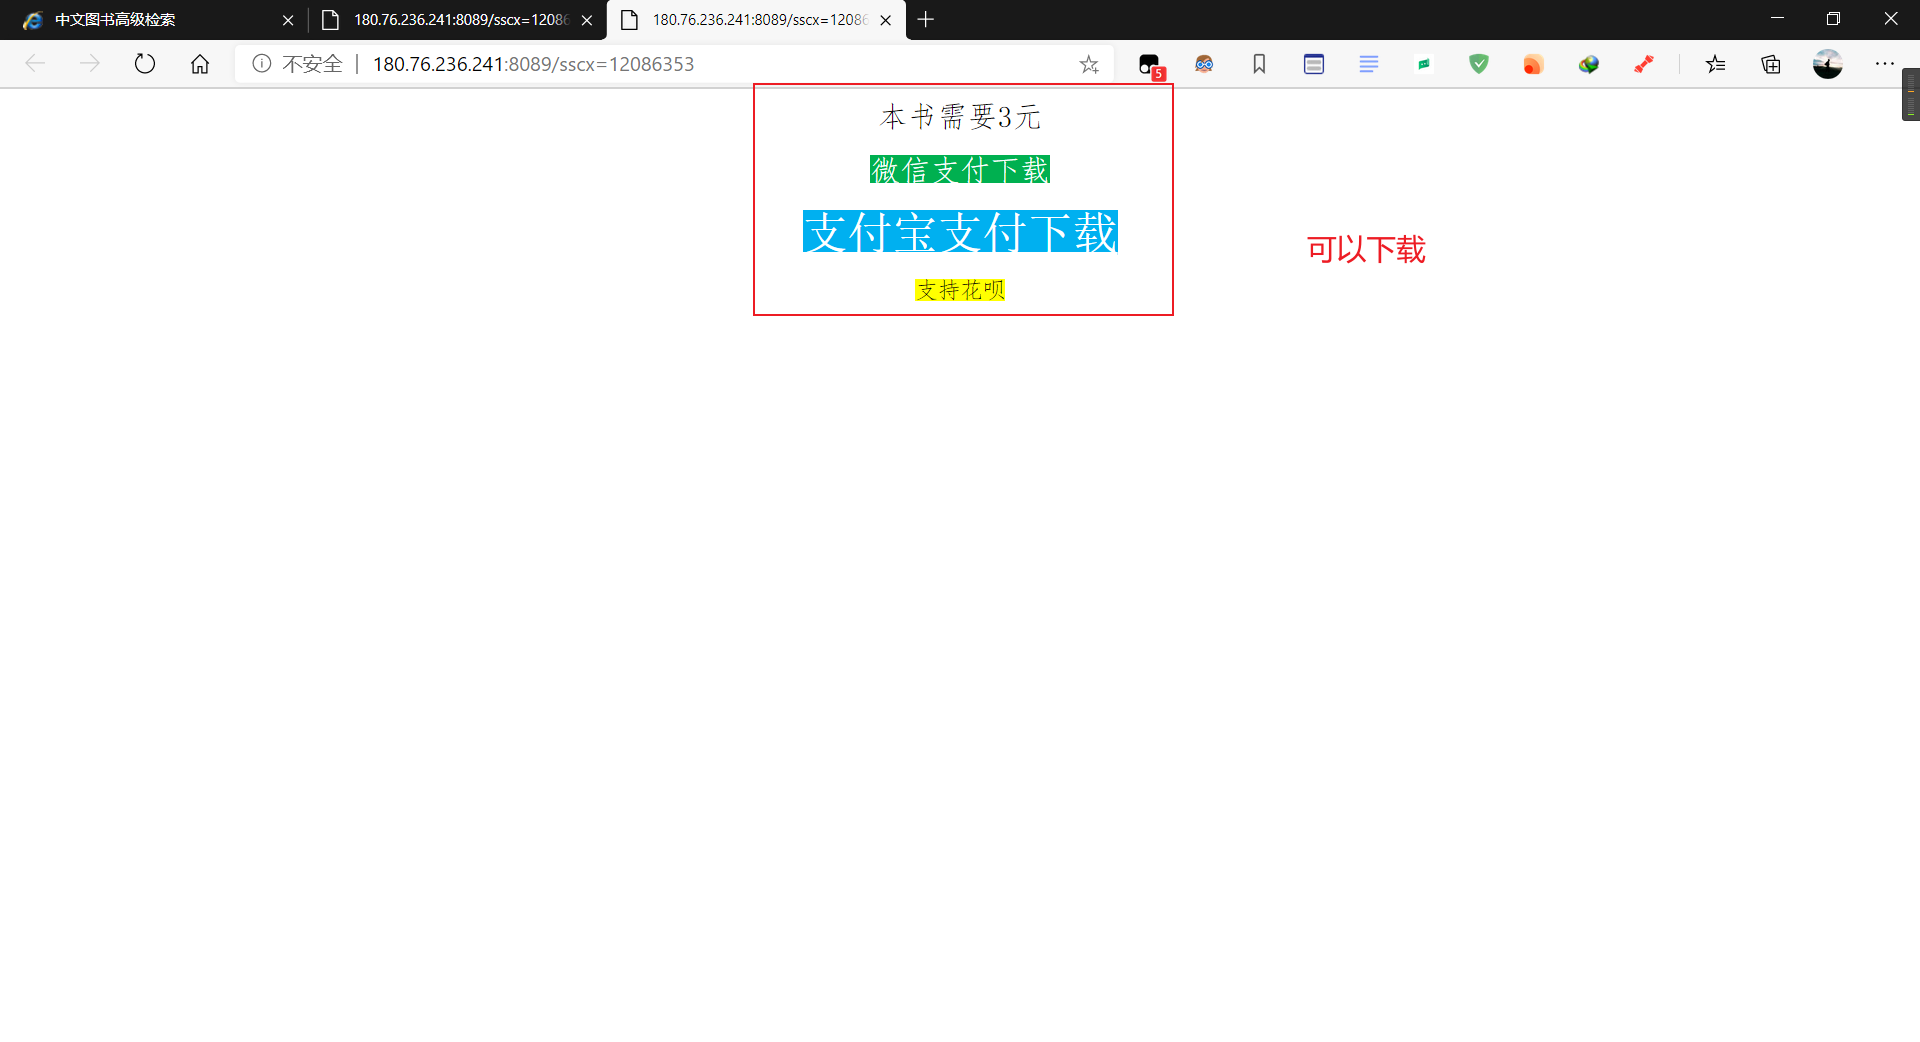 中文图书高级检索
180.76.236.241:8089/sscx=12086
180.76.236.241:8089/sscx=12086
不安全
180.76.236.241:8089/sscx=12086353
5
本书需要3元
微信支付下载
支付宝支付下载
可以下载
支持花呗